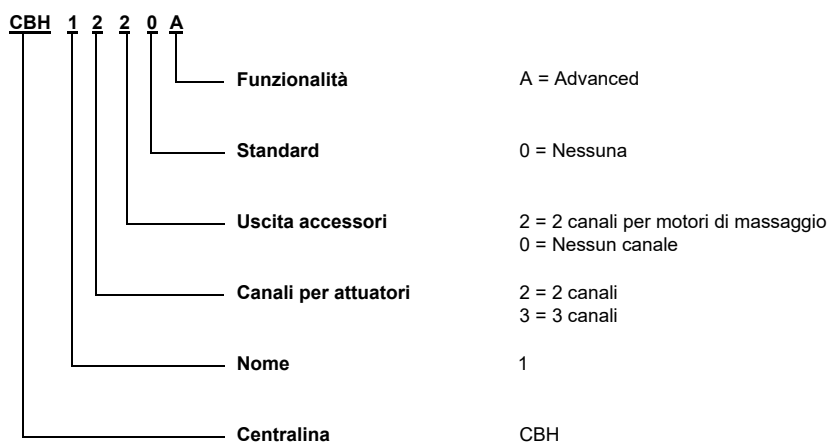 CBH 1 2 2 0 A
Funzionalità A = Advanced
Standard 0 = Nessuna
Uscita accessori 2 = 2 canali per motori di massaggio
0 = Nessun canale
Canali per attuatori 2 = 2 canali
3 = 3 canali
Nome 1
Centralina CBH